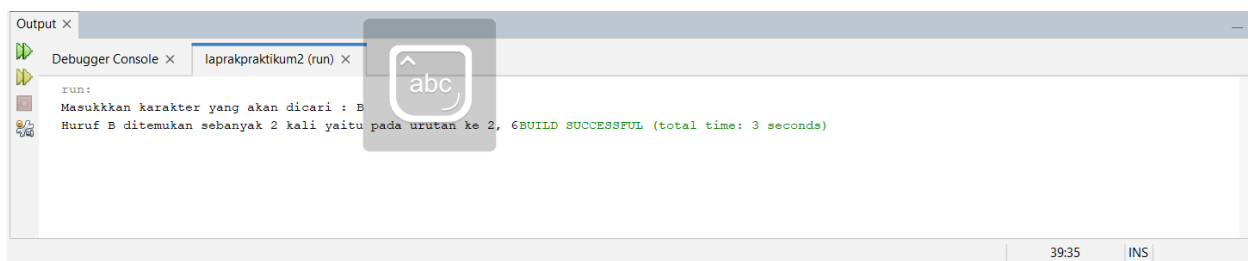 Output
Debugger Console laprakpraktikum2 (run)
abc
run:
Masukkkan karakter yang akan dicari : B
Huruf B ditemukan sebanyak 2 kali yaitu pada urutan ke 2, 6BUILD SUCCESSFUL (total time: 3 seconds)
39:35 INS